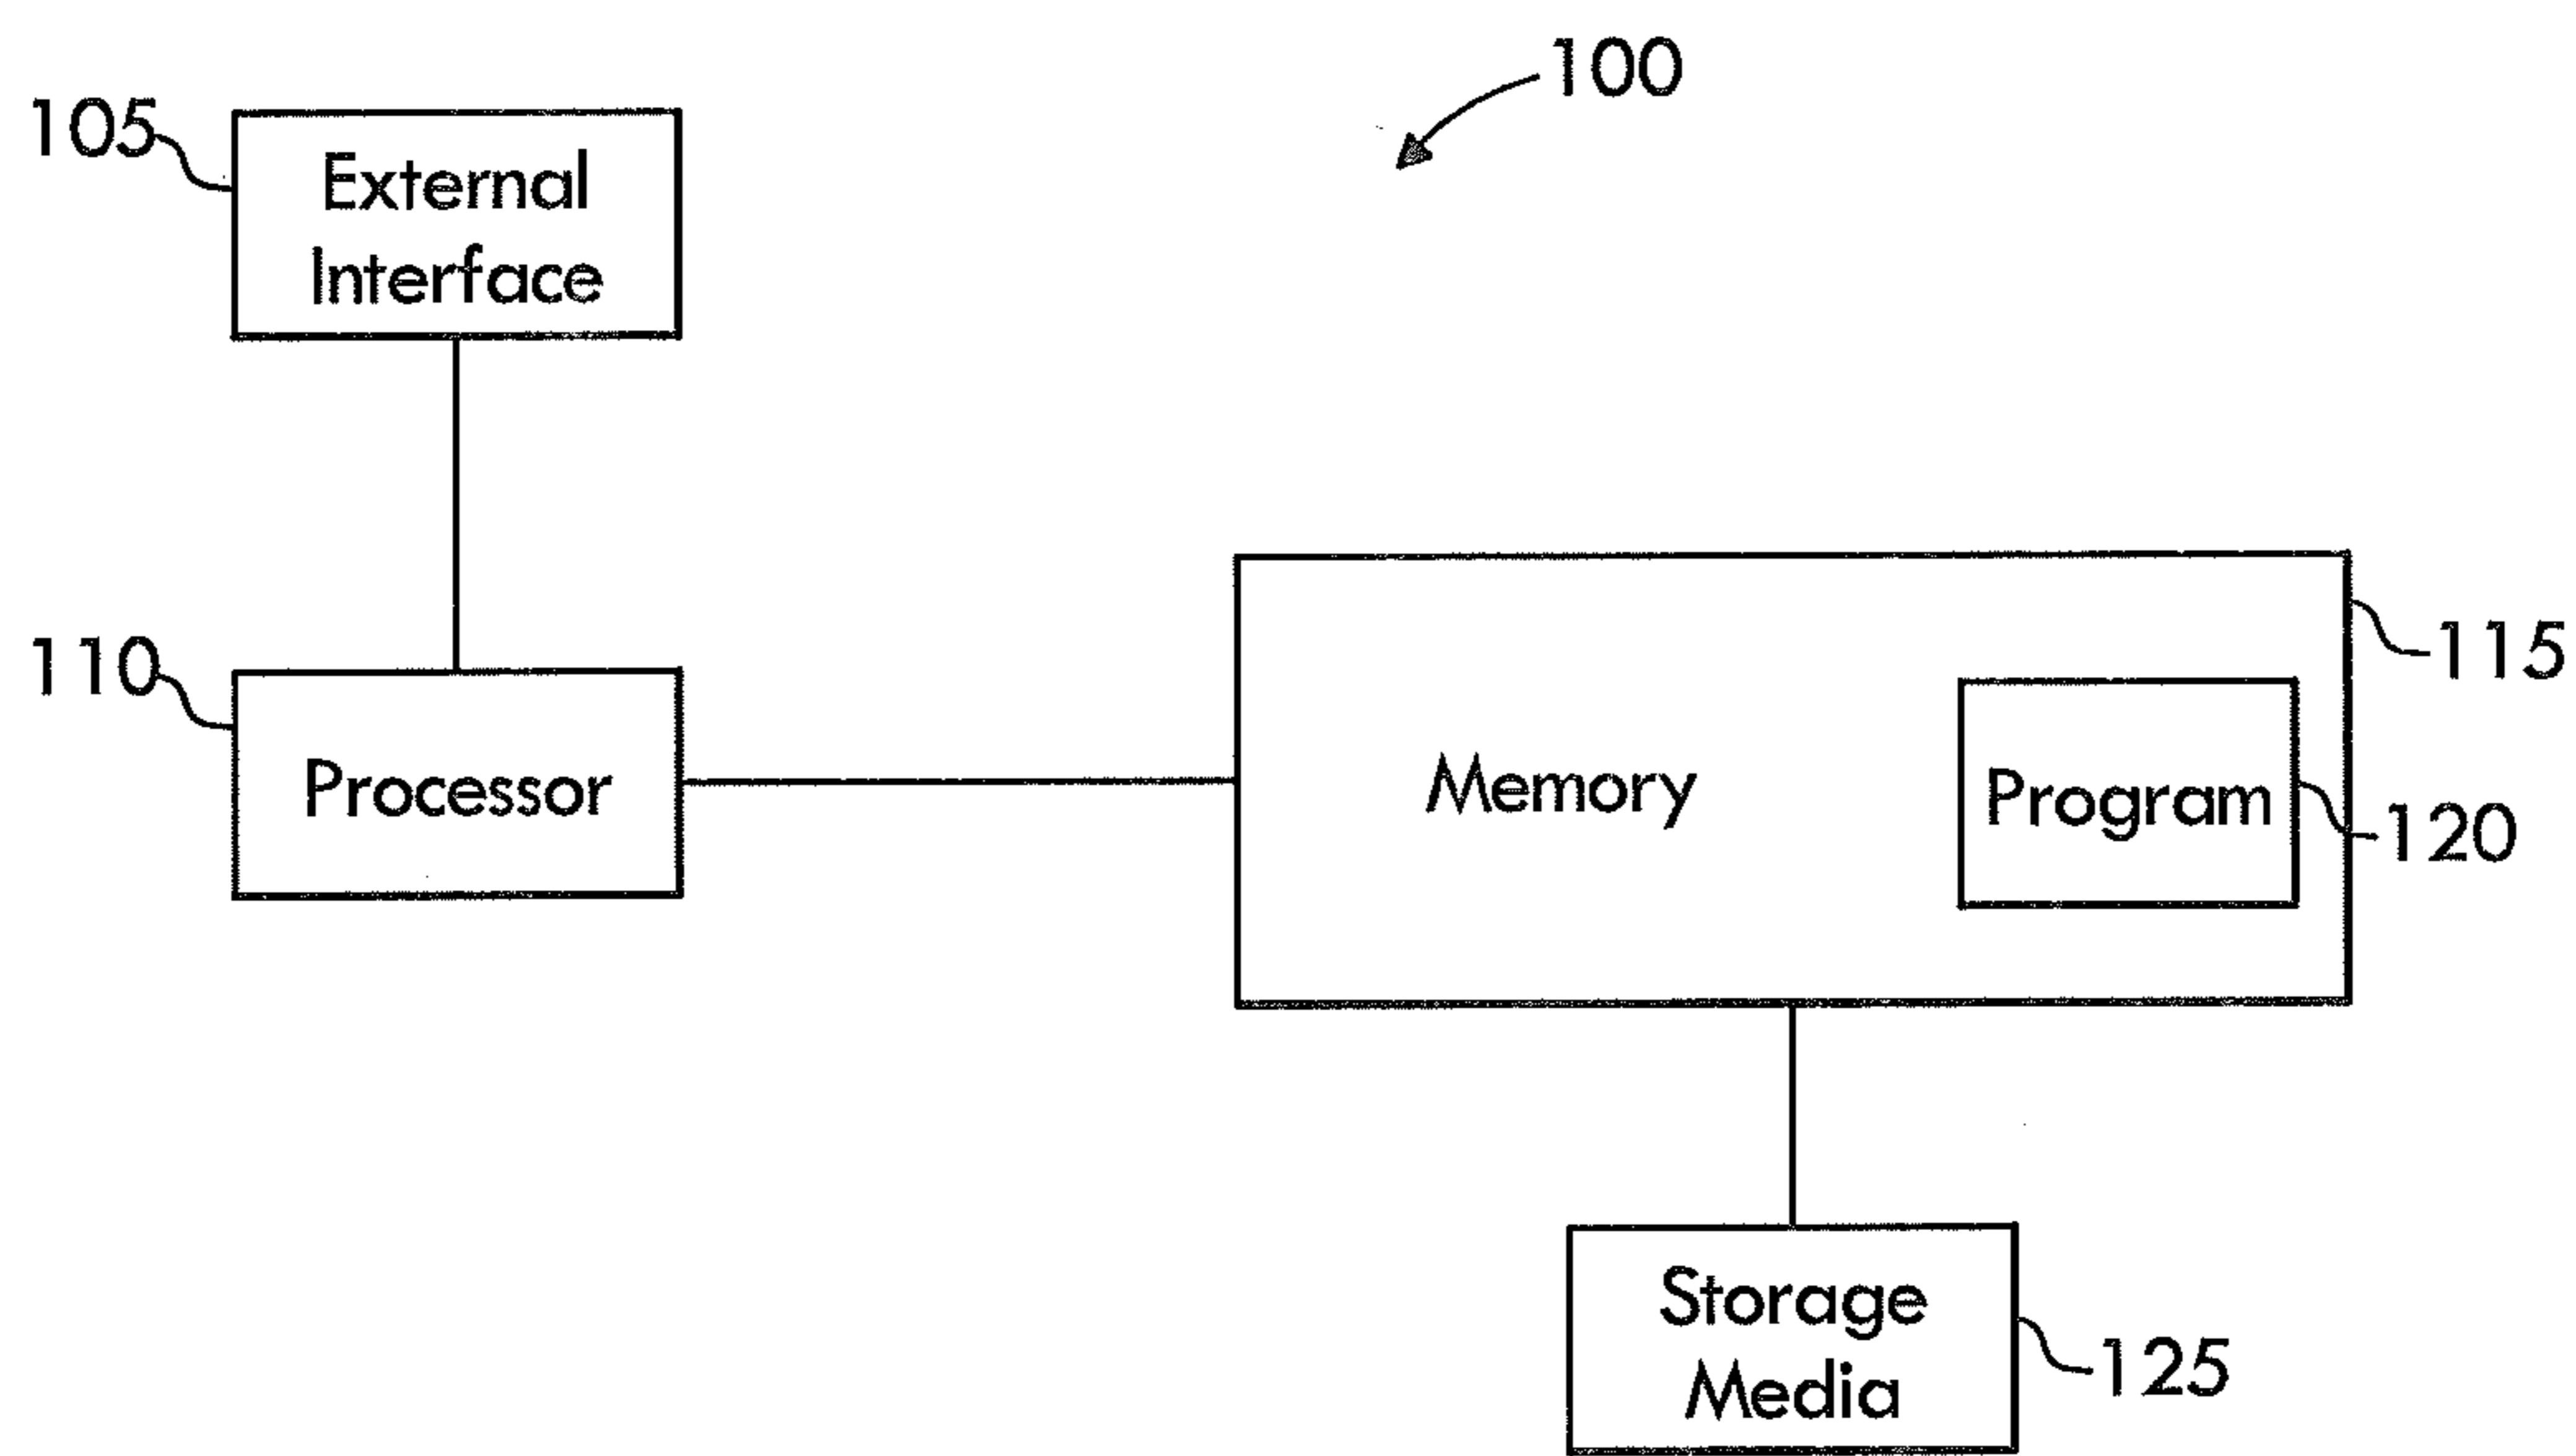 100
105
External
Interface
110
Processor
115
Memory
Program
120
Storage
Media
125